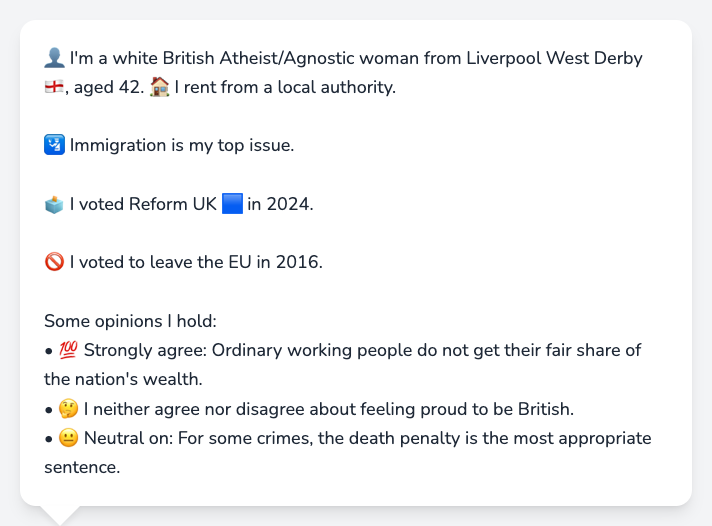 👤 I'm a white British Atheist/Agnostic woman from Liverpool West Derby
🏴󠁧󠁢󠁥󠁮󠁧󠁿, aged 42. 🏠 I rent from a local authority.
🛂 Immigration is my top issue.
🗳️ I voted Reform UK 🟦 in 2024.
🚫 I voted to leave the EU in 2016.
Some opinions I hold:
• 💯 Strongly agree: Ordinary working people do not get their fair share of
the nation's wealth.
• 🤔 I neither agree nor disagree about feeling proud to be British.
• 😐 Neutral on: For some crimes, the death penalty is the most appropriate
sentence.